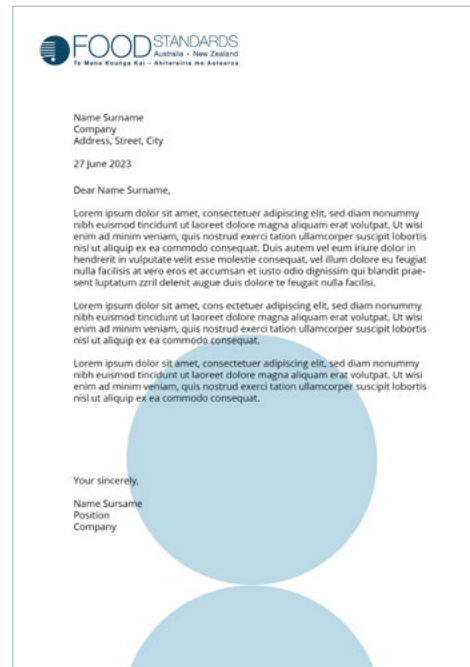 FOOD STANDARDS
Australia • New Zealand
Te Mana Kounga Kai – Ahitereiria me Aotearoa
Name Surname
Company
Address, Street, City
27 June 2023
Dear Name Surname,
Lorem ipsum dolor sit amet, consectetuer adipiscing elit, sed diam nonummy
nibh euismod tincidunt ut laoreet dolore magna aliquam erat volutpat. Ut wisi
enim ad minim veniam, quis nostrud exerci tation ullamcorper suscipit lobortis
nisl ut aliquip ex ea commodo consequat. Duis autem vel eum iriure dolor in
hendrerit in vulputate velit esse molestie consequat, vel illum dolore eu feugiat
nulla facilisis at vero eros et accumsan et iusto odio dignissim qui blandit prae-
sent luptatum zzril delenit augue duis dolore te feugait nulla facilisi.
Lorem ipsum dolor sit amet, cons ectetuer adipiscing elit, sed diam nonummy
nibh euismod tincidunt ut laoreet dolore magna aliquam erat volutpat. Ut wisi
enim ad minim veniam, quis nostrud exerci tation ullamcorper suscipit lobortis
nisl ut aliquip ex ea commodo consequat.
Lorem ipsum dolor sit amet, consectetuer adipiscing elit, sed diam nonummy
nibh euismod tincidunt ut laoreet dolore magna aliquam erat volutpat. Ut wisi
enim ad minim veniam, quis nostrud exerci tation ullamcorper suscipit lobortis
nisl ut aliquip ex ea commodo consequat.
Your sincerely,
Name Sursame
Position
Company